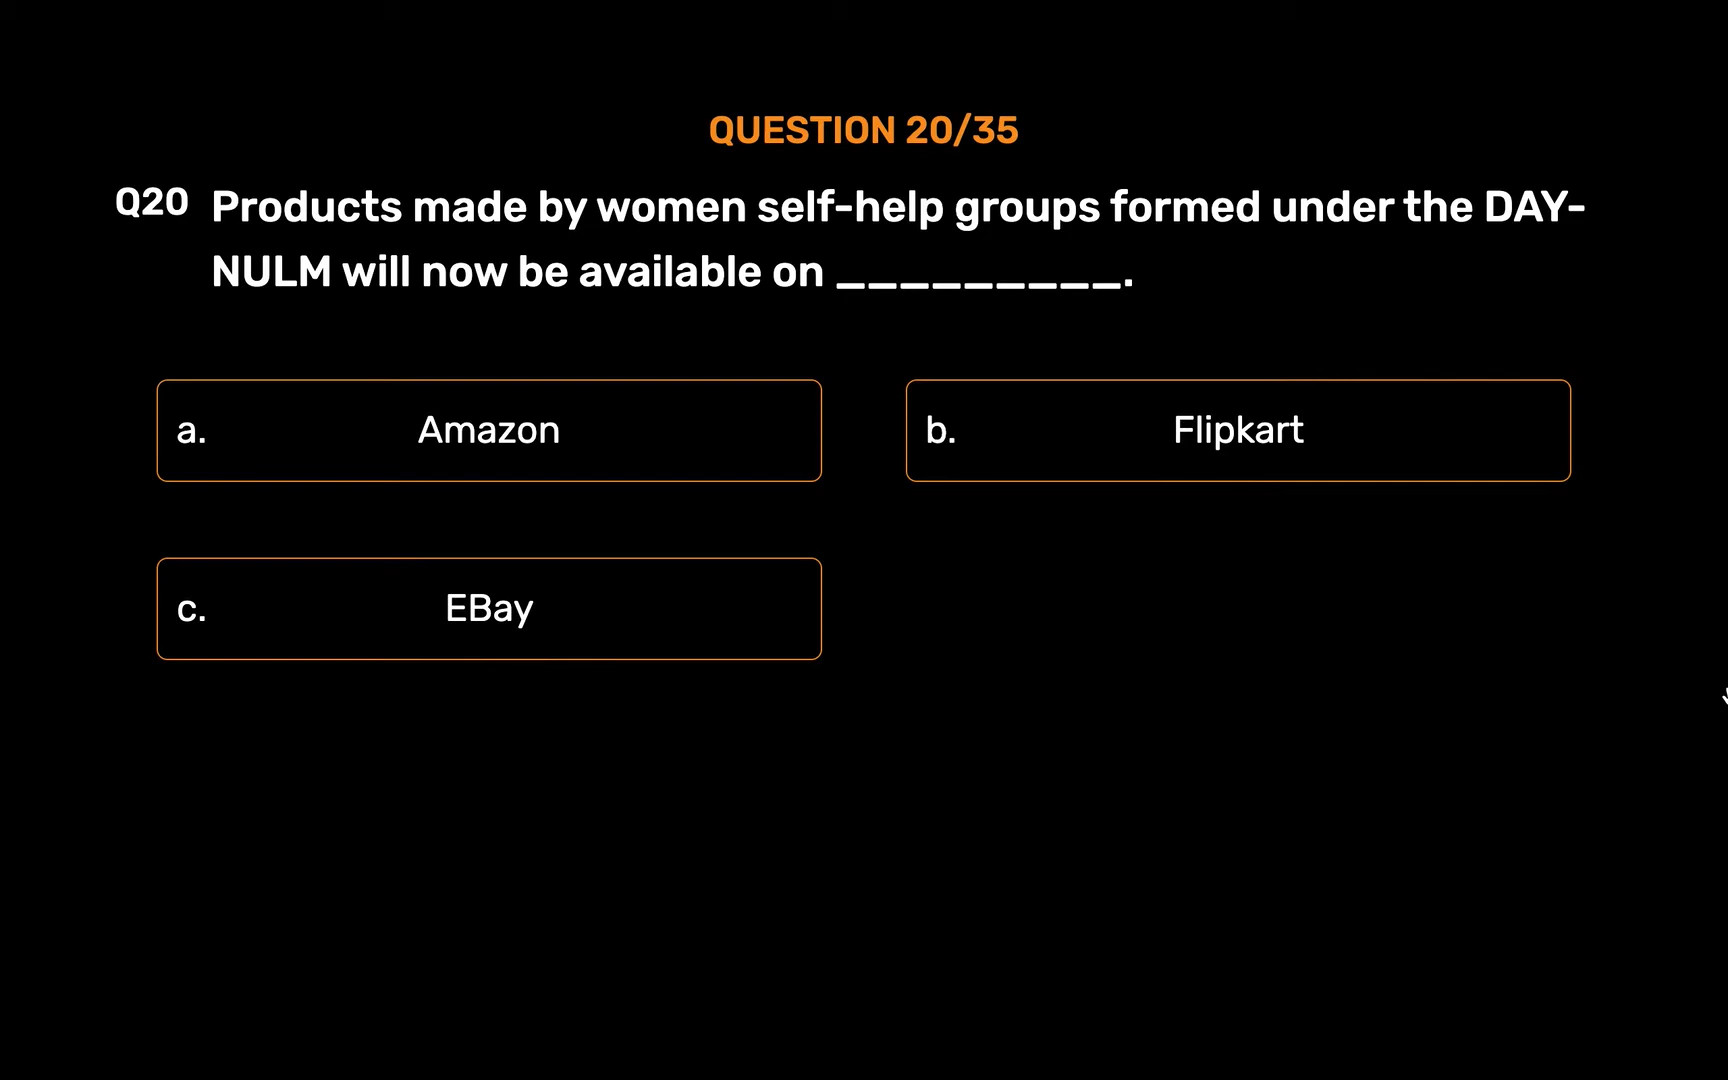 QUESTION 20/35
Q20 Products made by women self-help groups formed under the DAY-
NULM will now be available on _________.
a. Amazon
b. Flipkart
c. EBay